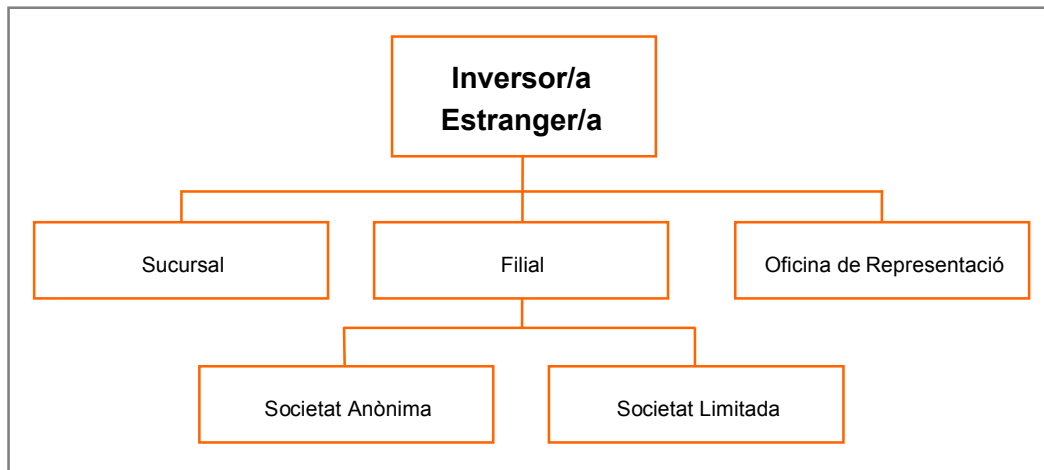 Inversor/a
Estranger/a
Sucursal
Filial
Oficina de Representació
Societat Anònima
Societat Limitada